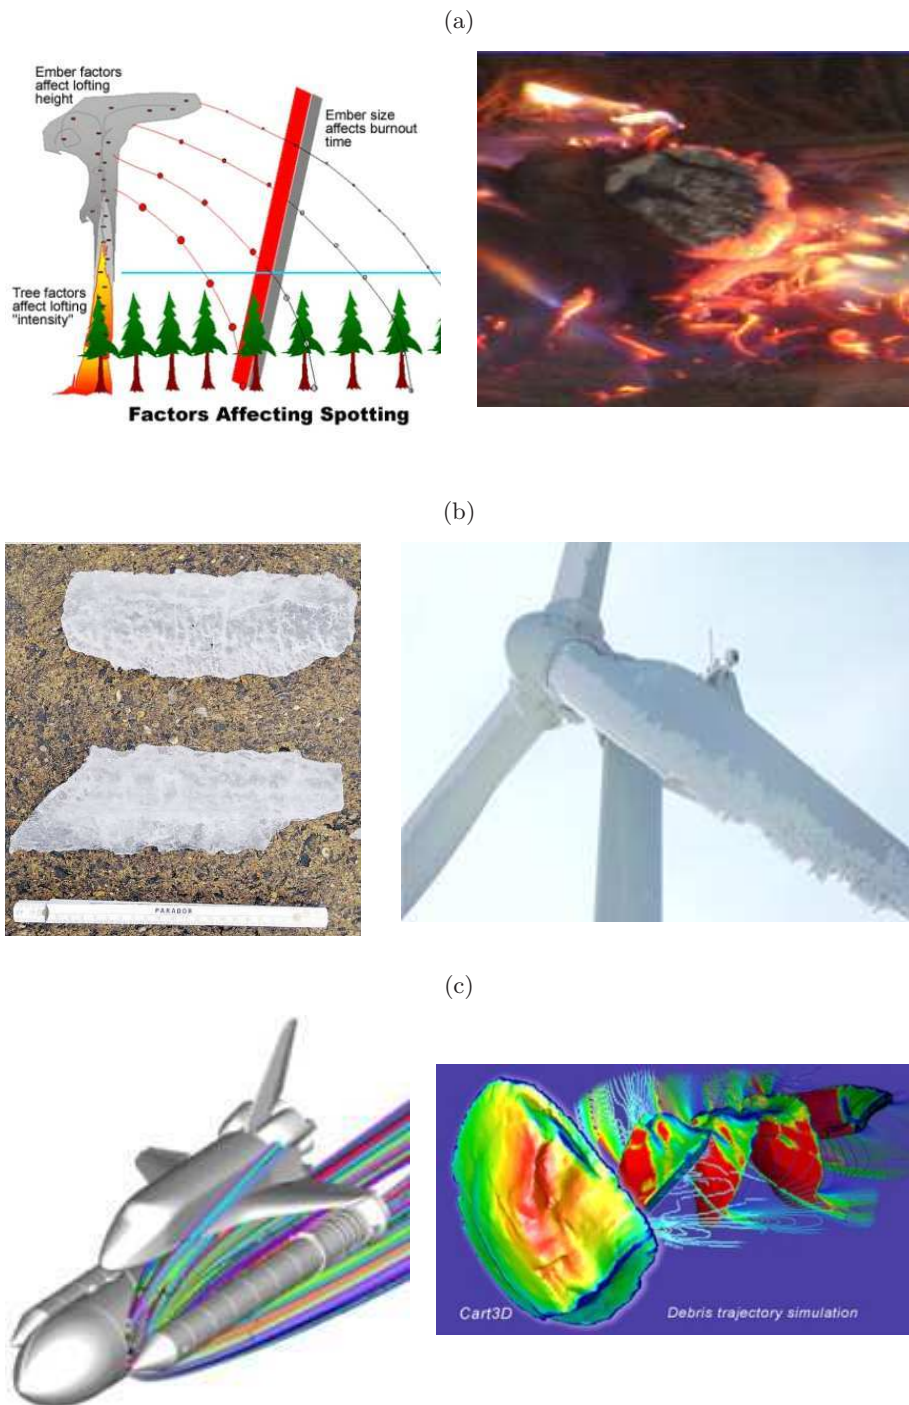 (a)
Ember factors
affect lofting
height
Ember size
affects burnout
time
Tree factors
affect lofting
"intensity"
Factors Affecting Spotting
(b)
PARADOR
(c)
Cart3D
Debris trajectory simulation